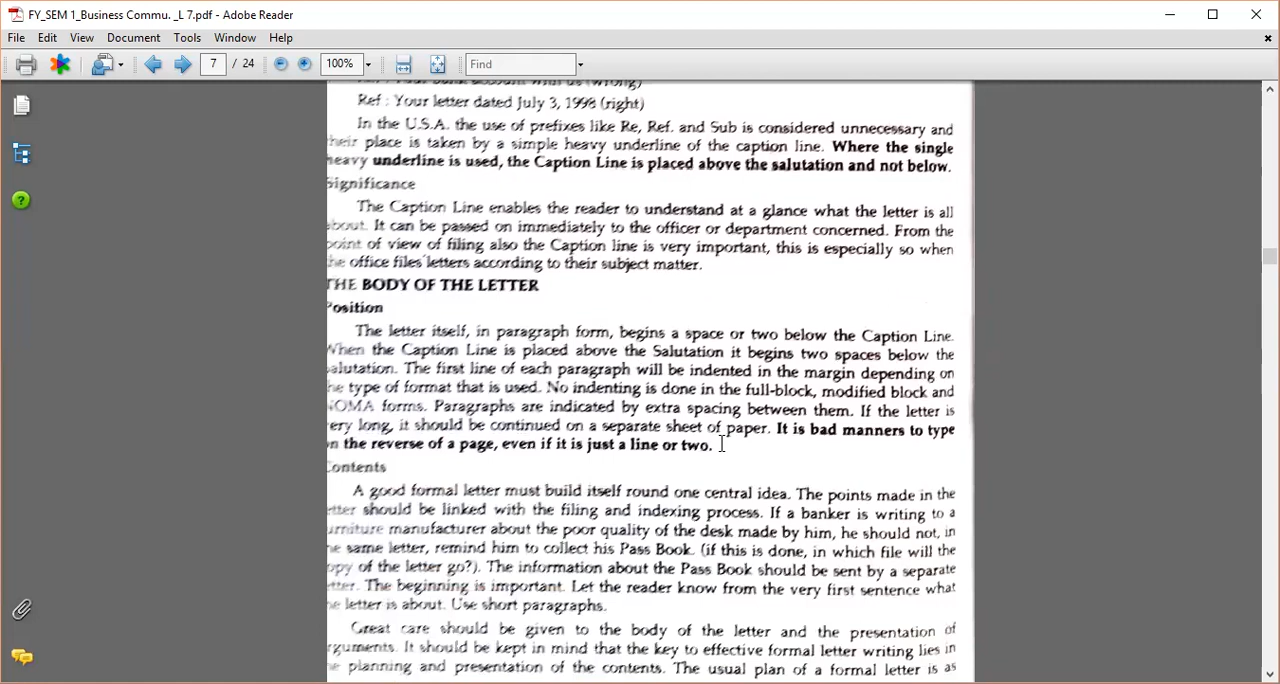 FY_SEM 1_Business Commu. _L 7.pdf - Adobe Reader
File Edit View Document Tools Window Help
7 / 24 100% Find
Ref : Your letter dated July 3, 1998 (right)
In the U.S.A. the use of prefixes like Re, Ref. and Sub is considered unnecessary and
their place is taken by a simple heavy underline of the caption line. Where the single
heavy underline is used, the Caption Line is placed above the salutation and not below.
Significance
The Caption Line enables the reader to understand at a glance what the letter is all
about. It can be passed on immediately to the officer or department concerned. From the
point of view of filing also the Caption line is very important, this is especially so when
the office files letters according to their subject matter.
THE BODY OF THE LETTER
Position
The letter itself, in paragraph form, begins a space or two below the Caption Line.
When the Caption Line is placed above the Salutation it begins two spaces below the
salutation. The first line of each paragraph will be indented in the margin depending on
the type of format that is used. No indenting is done in the full-block, modified block and
NOMA forms. Paragraphs are indicated by extra spacing between them. If the letter is
very long, it should be continued on a separate sheet of paper. It is bad manners to type
on the reverse of a page, even if it is just a line or two.
Contents
A good formal letter must build itself round one central idea. The points made in the
letter should be linked with the filing and indexing process. If a banker is writing to a
furniture manufacturer about the poor quality of the desk made by him, he should not, in
he same letter, remind him to collect his Pass Book. (if this is done, in which file will the
copy of the letter go?). The information about the Pass Book should be sent by a separate
etter. The beginning is important. Let the reader know from the very first sentence what
he letter is about. Use short paragraphs.
Great care should be given to the body of the letter and the presentation of
rguments. It should be kept in mind that the key to effective formal letter writing lies in
he planning and presentation of the contents. The usual plan of a formal letter is as